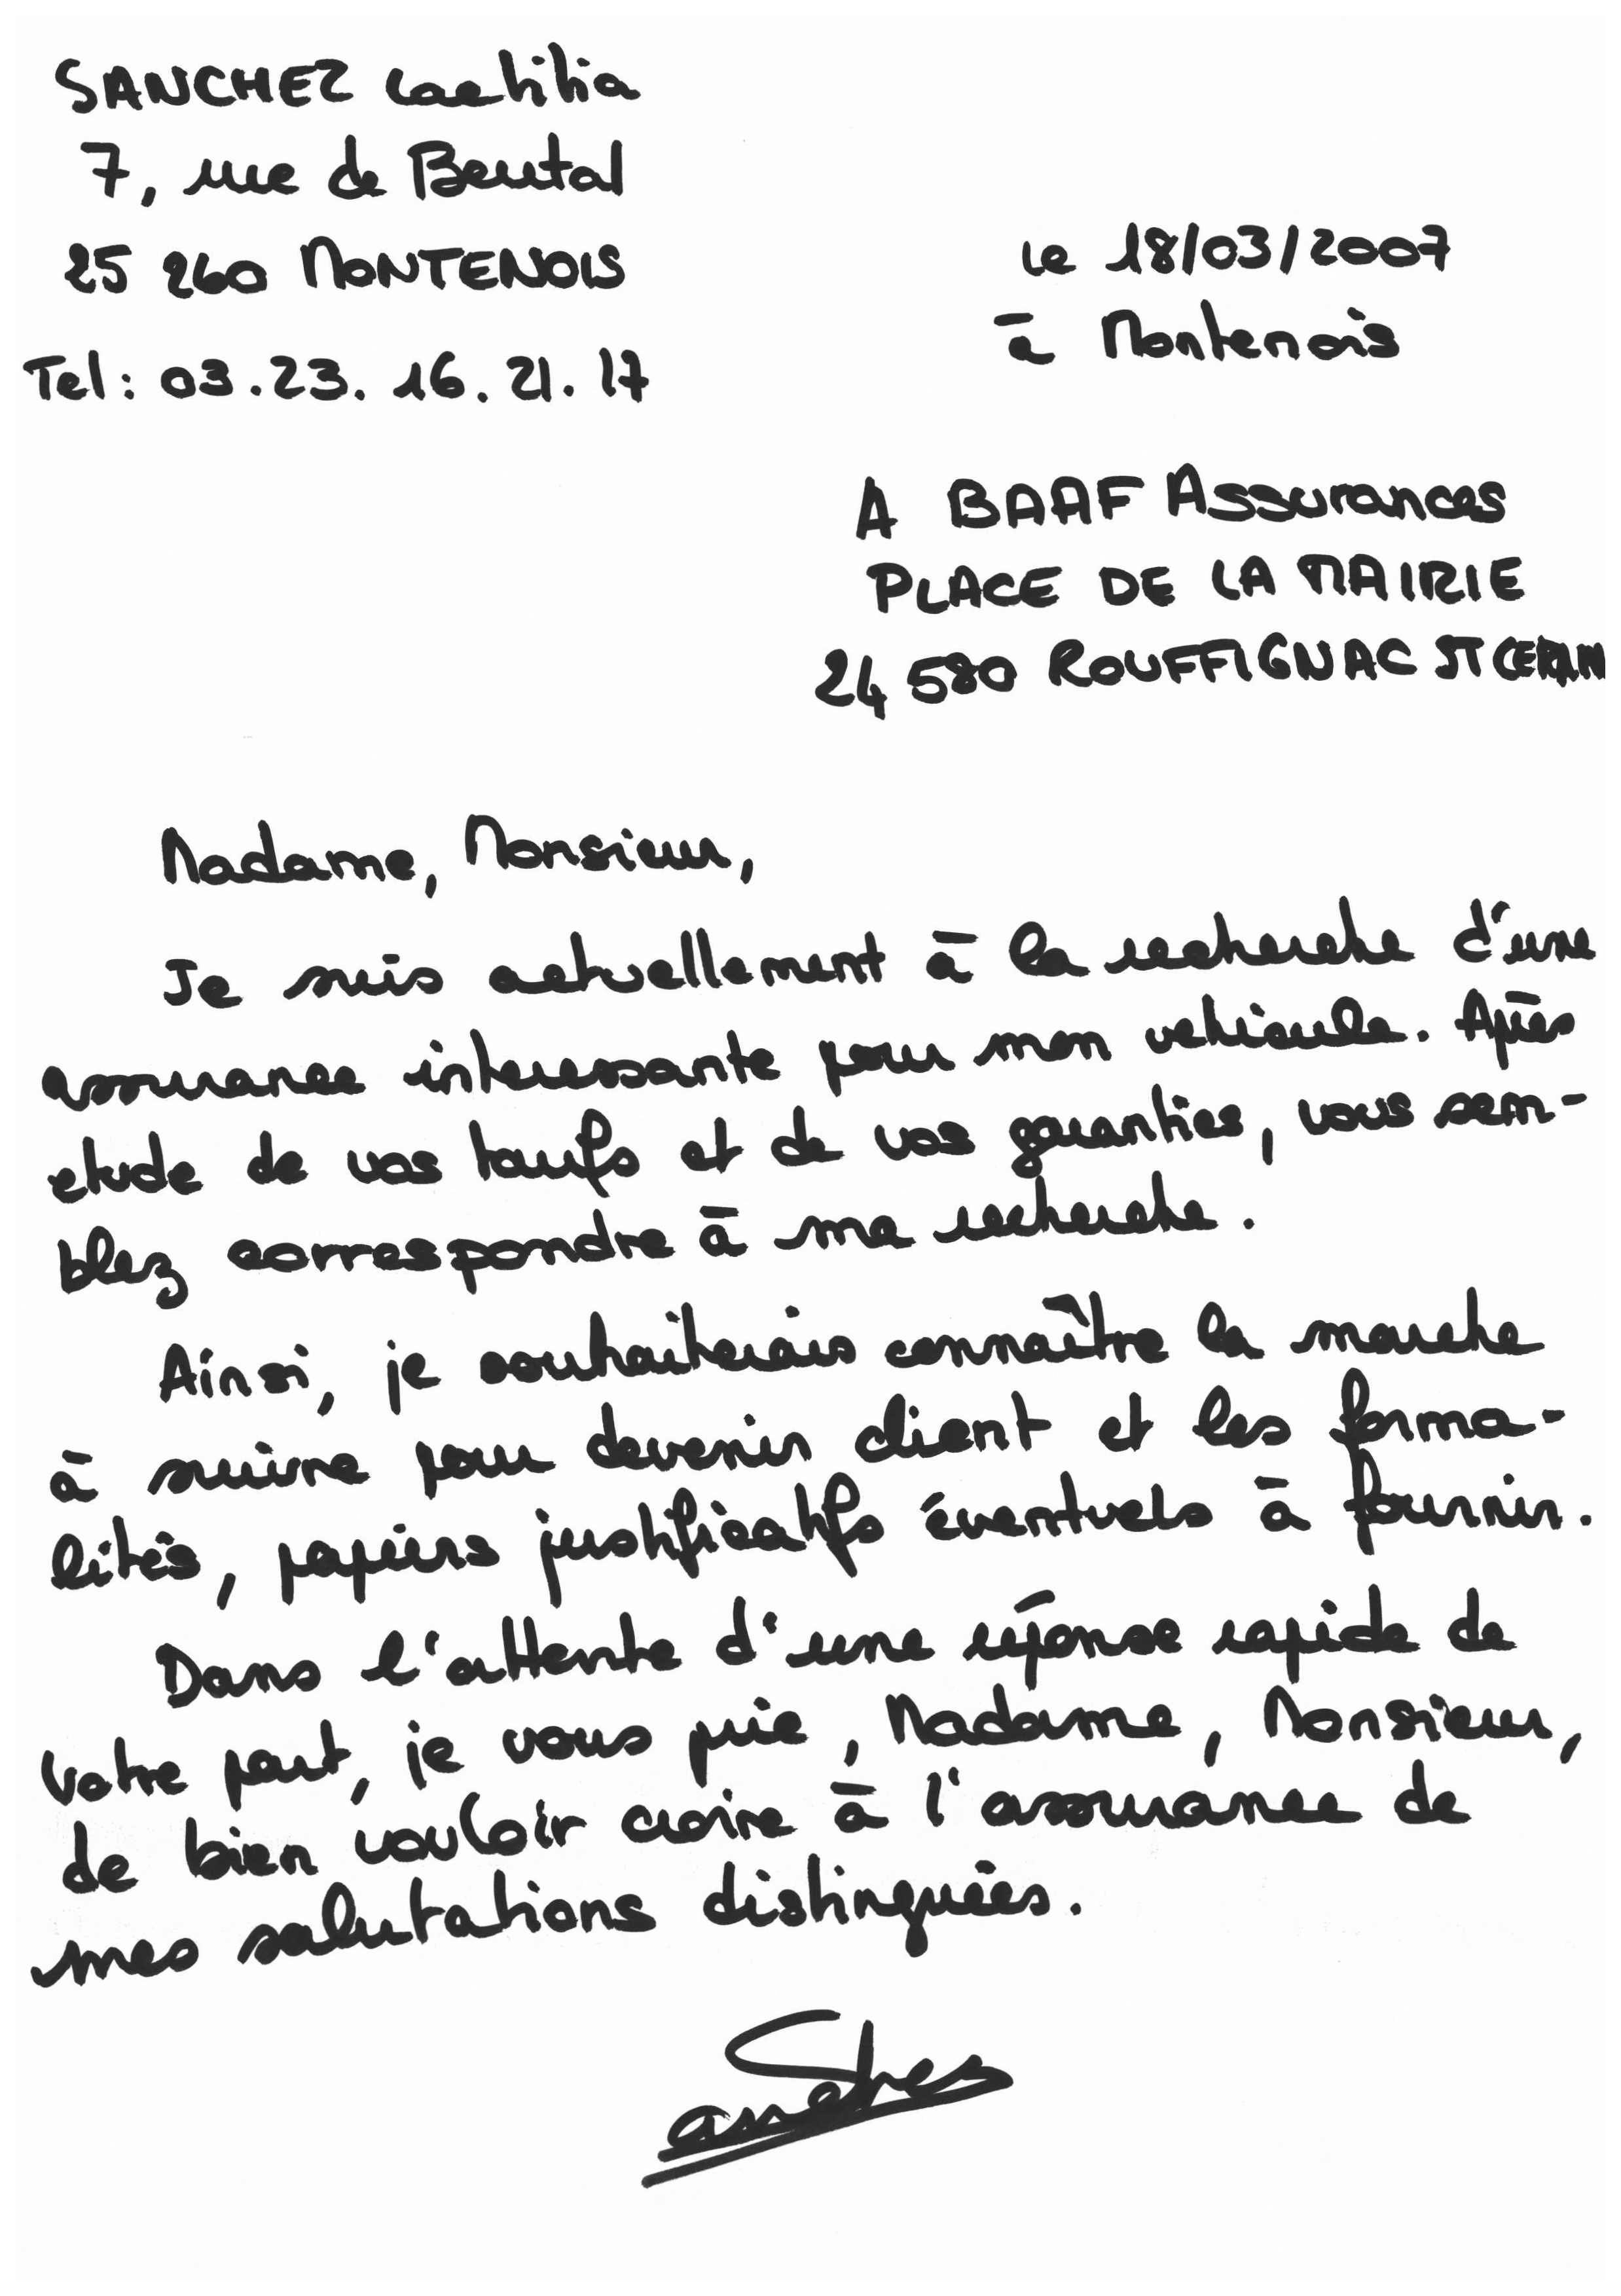 SANCHEZ Laetitia
7, rue de Beutal
25 260 MONTENOIS
Tel : 03.23.16.21.17
Le 18/03/2007
à Montenois
A BAAF Assurances
PLACE DE LA MAIRIE
24 580 ROUFFIGNAC ST
Madame, Monsieur,
Je suis actuellement à la recherche d'une
assurance interessante pour mon vehicule. Après
etude de vos tarifs et de vos garanties, vous sem-
blez correspondre à ma recherche.
Ainsi, je souhaiterais connaître la marche
à suivre pour devenir client et les forma-
lités, papiers justificatifs éventuels à fournir.
Dans l'attente d'une réponse rapide de
votre part, je vous prie, Madame, Monsieur,
de bien vouloir croire à l'assurance de
mes salutations distinguées.
Sanchez